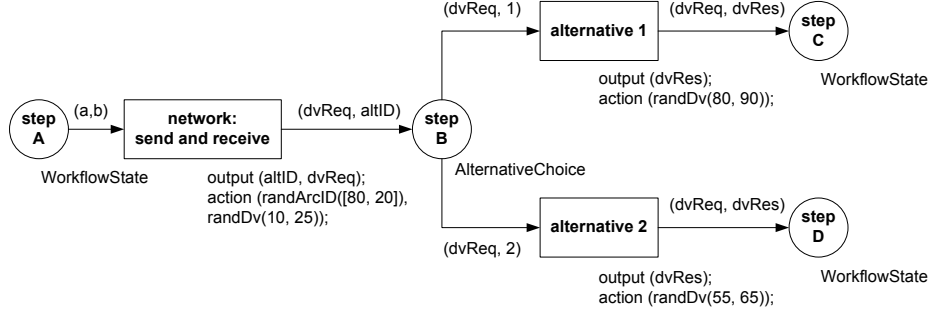 (dvReq, 1)
alternative 1
(dvReq, dvRes)
step
C
output (dvRes);
action (randDv(80, 90));
WorkflowState
step
A
(a,b)
network:
send and receive
(dvReq, altID)
step
B
WorkflowState
output (altID, dvReq);
action (randArcID([80, 20]),
randDv(10, 25));
AlternativeChoice
(dvReq, 2)
alternative 2
(dvReq, dvRes)
step
D
output (dvRes);
action (randDv(55, 65));
WorkflowState